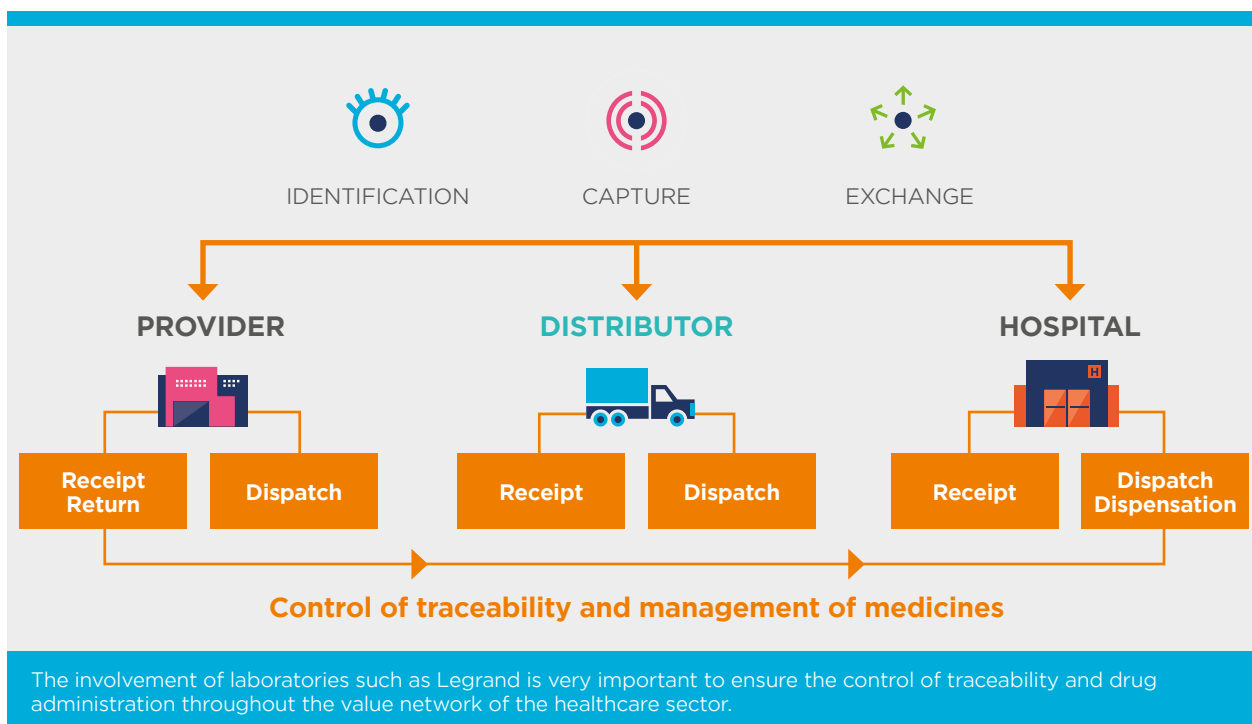 IDENTIFICATION
CAPTURE
EXCHANGE
PROVIDER
DISTRIBUTOR
HOSPITAL
H
Receipt
Return
Dispatch
Receipt
Dispatch
Receipt
Dispatch
Dispensation
Control of traceability and management of medicines
The involvement of laboratories such as Legrand is very important to ensure the control of traceability and drug
administration throughout the value network of the healthcare sector.